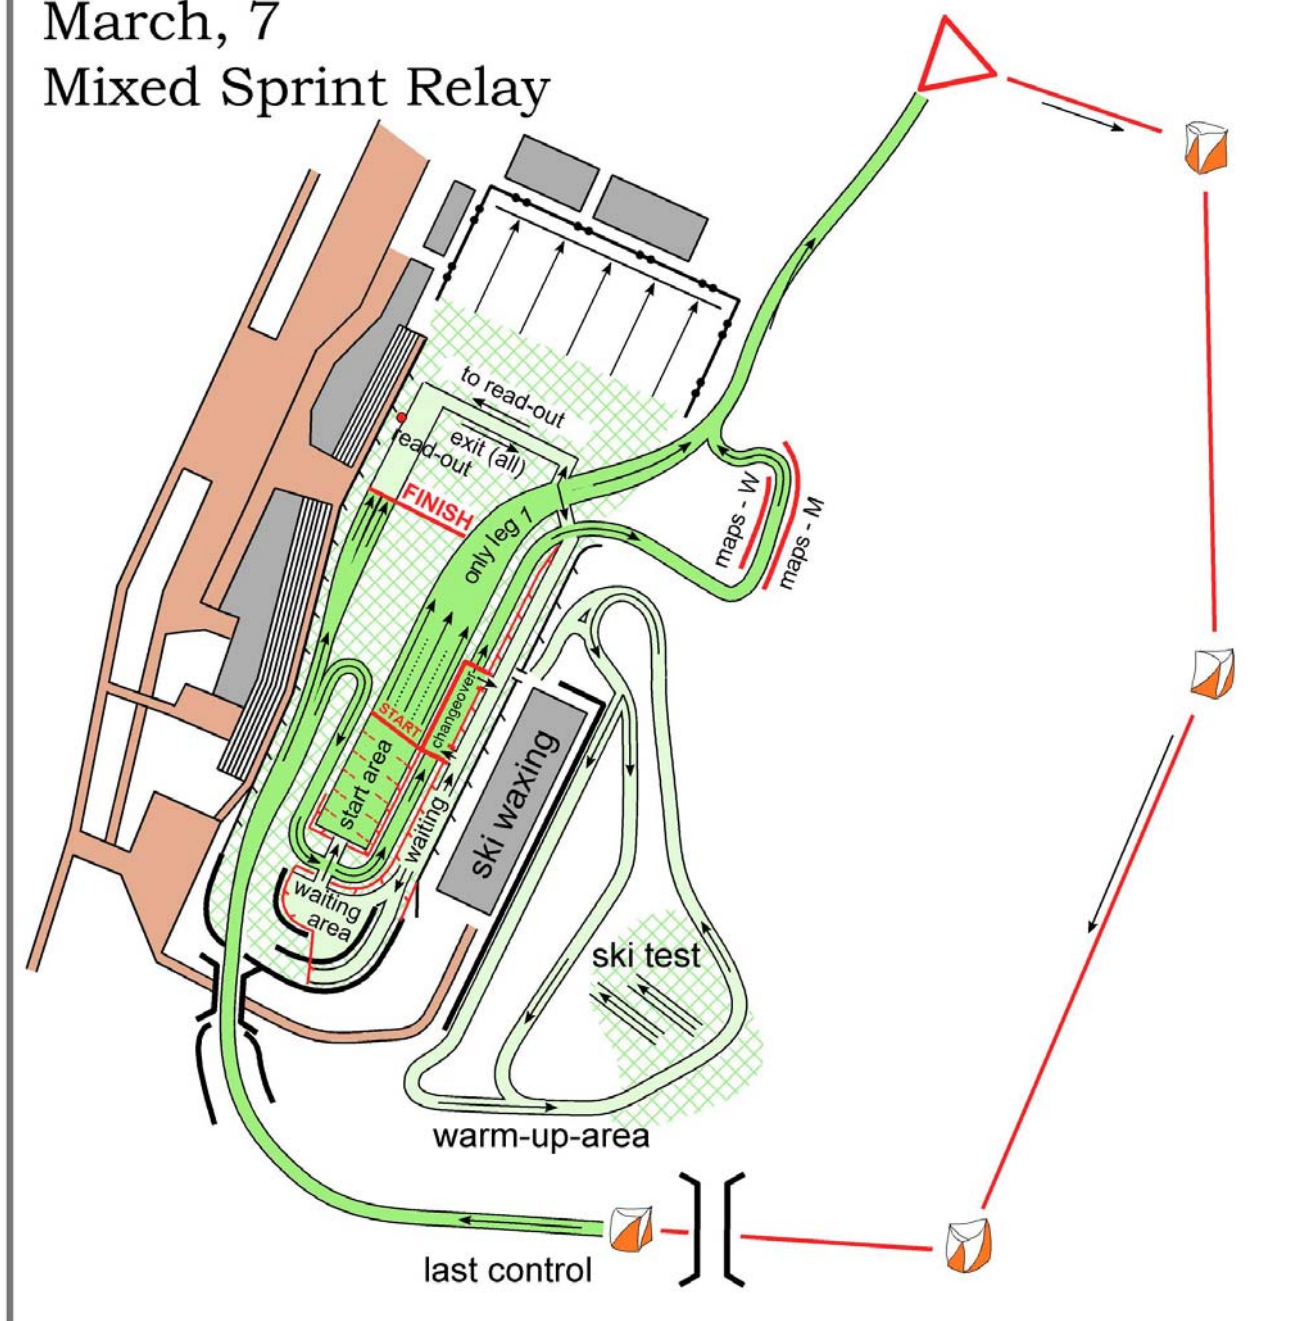 March, 7
Mixed Sprint Relay
to read-out
exit (all)
read-out
FINISH
only leg 1
maps - W
maps - M
changeover
START
start area
waiting
ski waxing
waiting
area
ski test
warm-up-area
last control